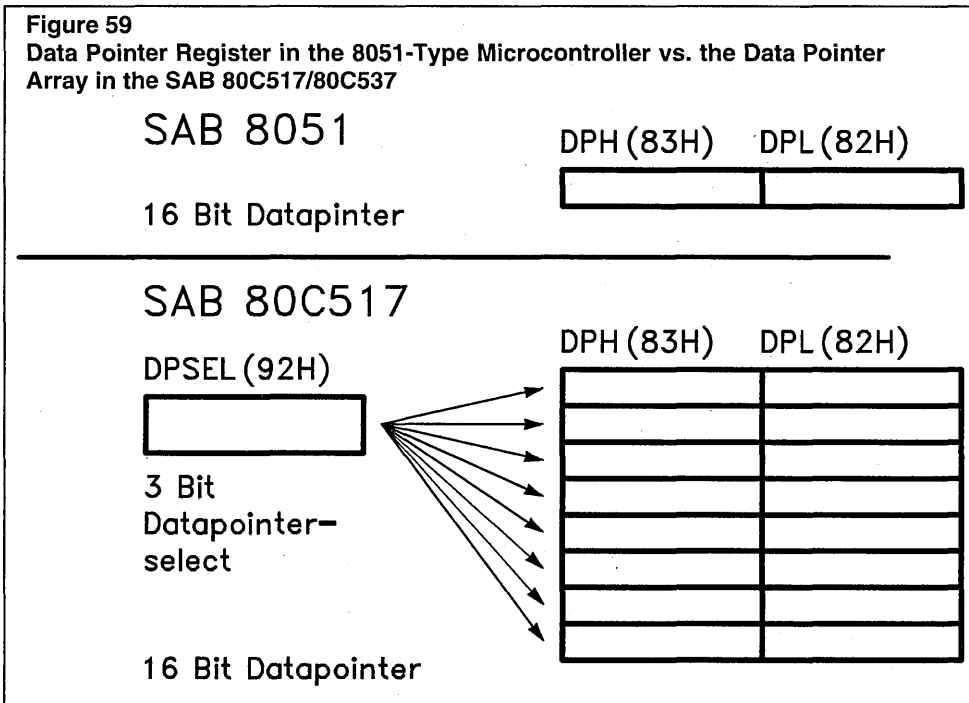 Figure 59
Data Pointer Register in the 8051-Type Microcontroller vs. the Data Pointer
Array in the SAB 80C517/80C537
SAB 8051
DPH (83H) DPL (82H)
16 Bit Datapinter
SAB 80C517
DPH (83H) DPL (82H)
DPSEL (92H)
3 Bit
Datapointer-
select
16 Bit Datapointer